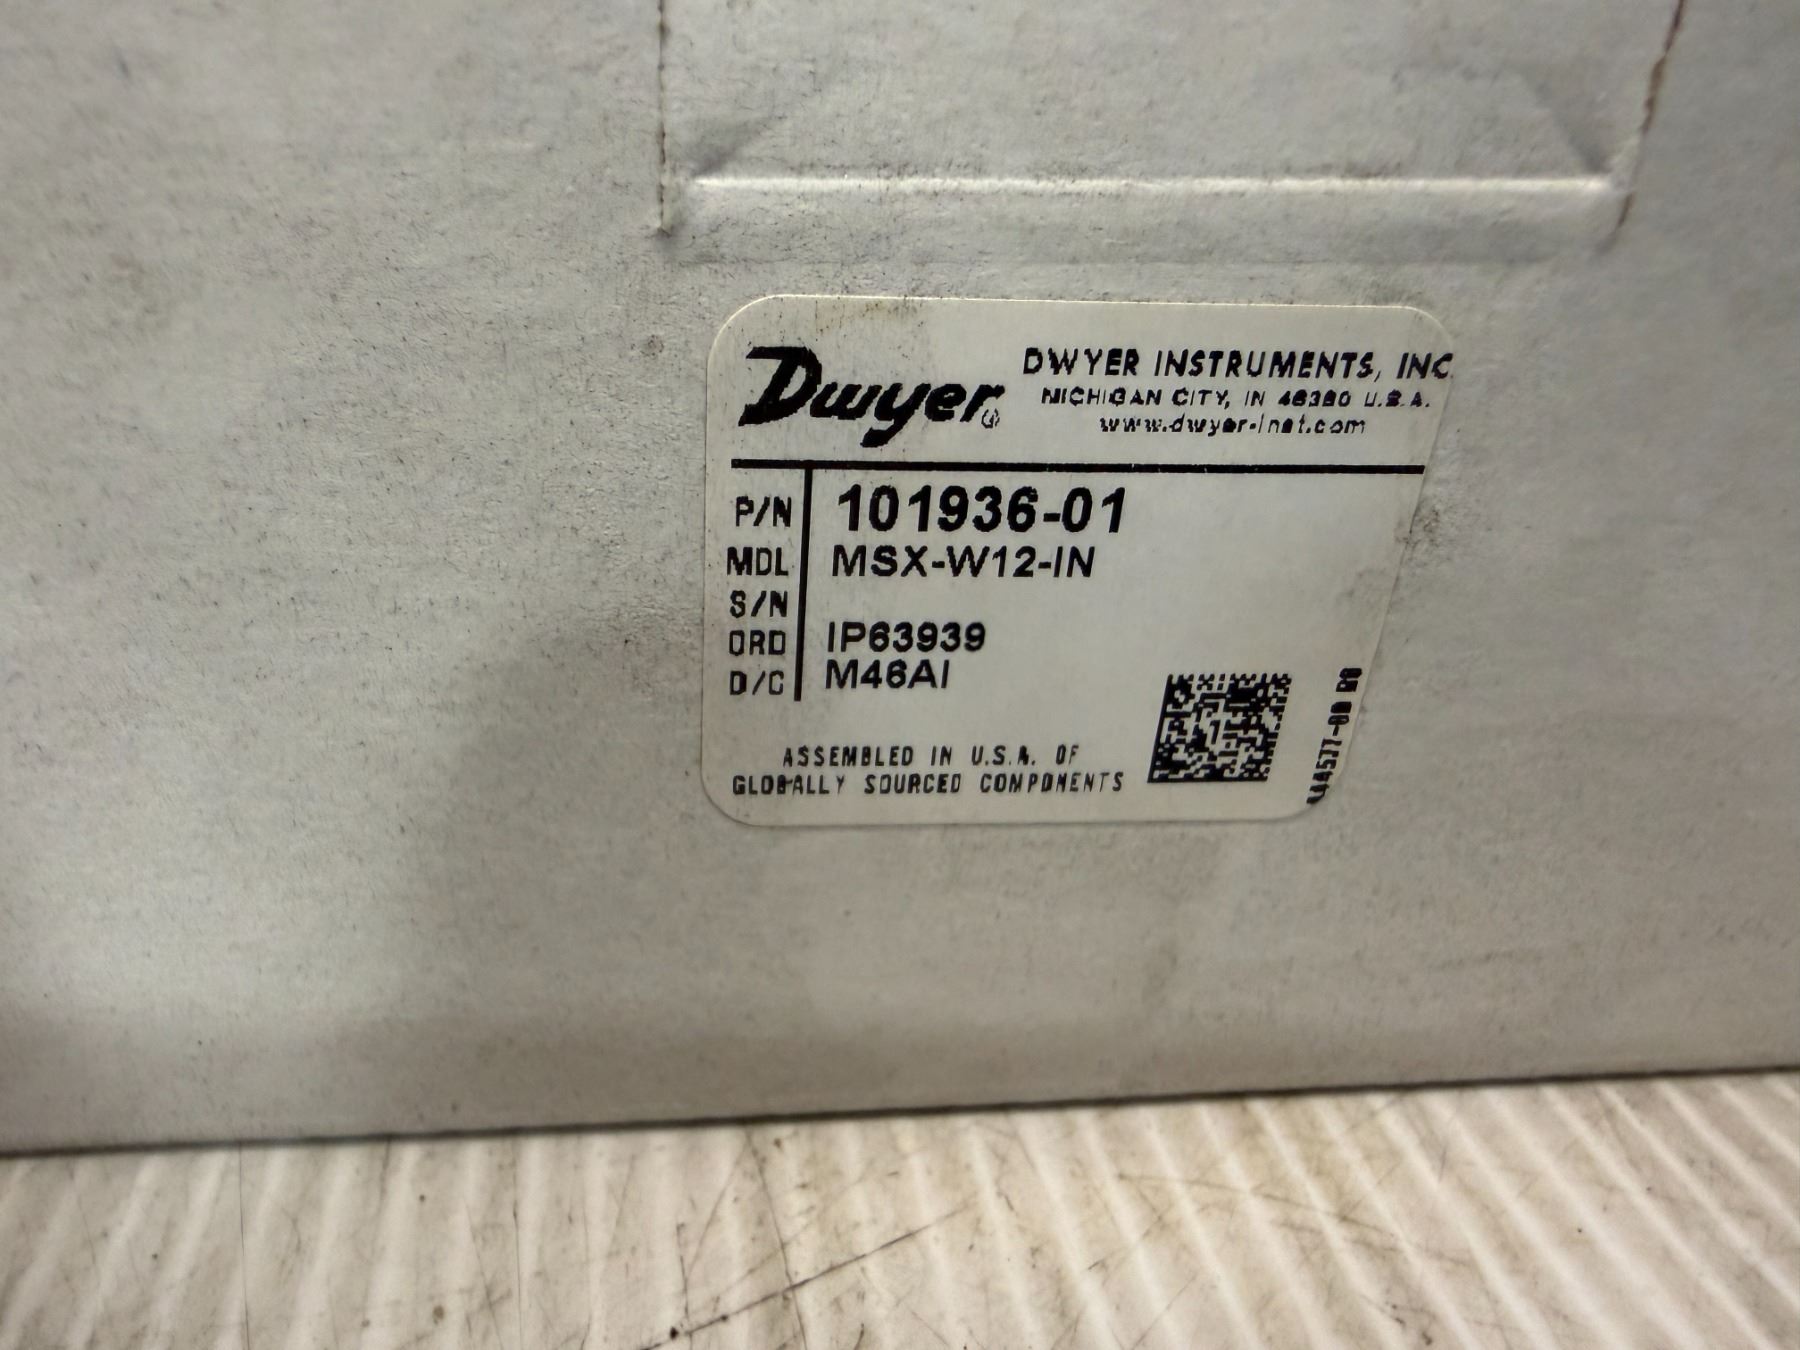 Dwyer®
DWYER INSTRUMENTS, INC.
MICHIGAN CITY, IN 46360 U.S.A.
www.dwyer-inst.com
P/N 101936-01
MDL MSX-W12-IN
S/N
ORD IP63939
D/C M46AI
ASSEMBLED IN U.S.A. OF
GLOBALLY SOURCED COMPONENTS